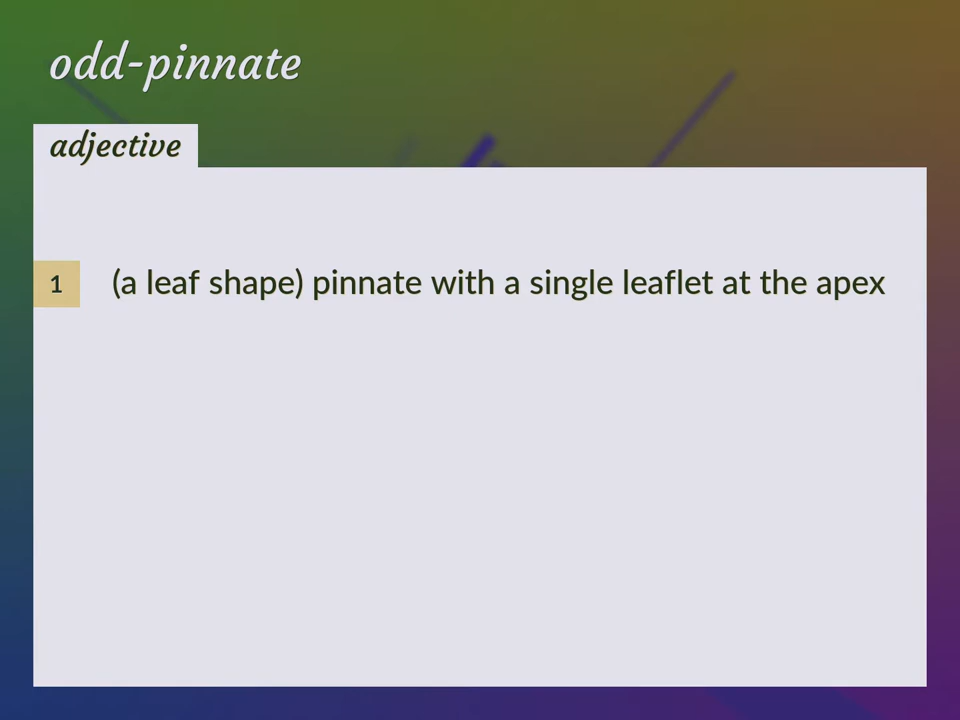 odd-pinnate
adjective
1 (a leaf shape) pinnate with a single leaflet at the apex